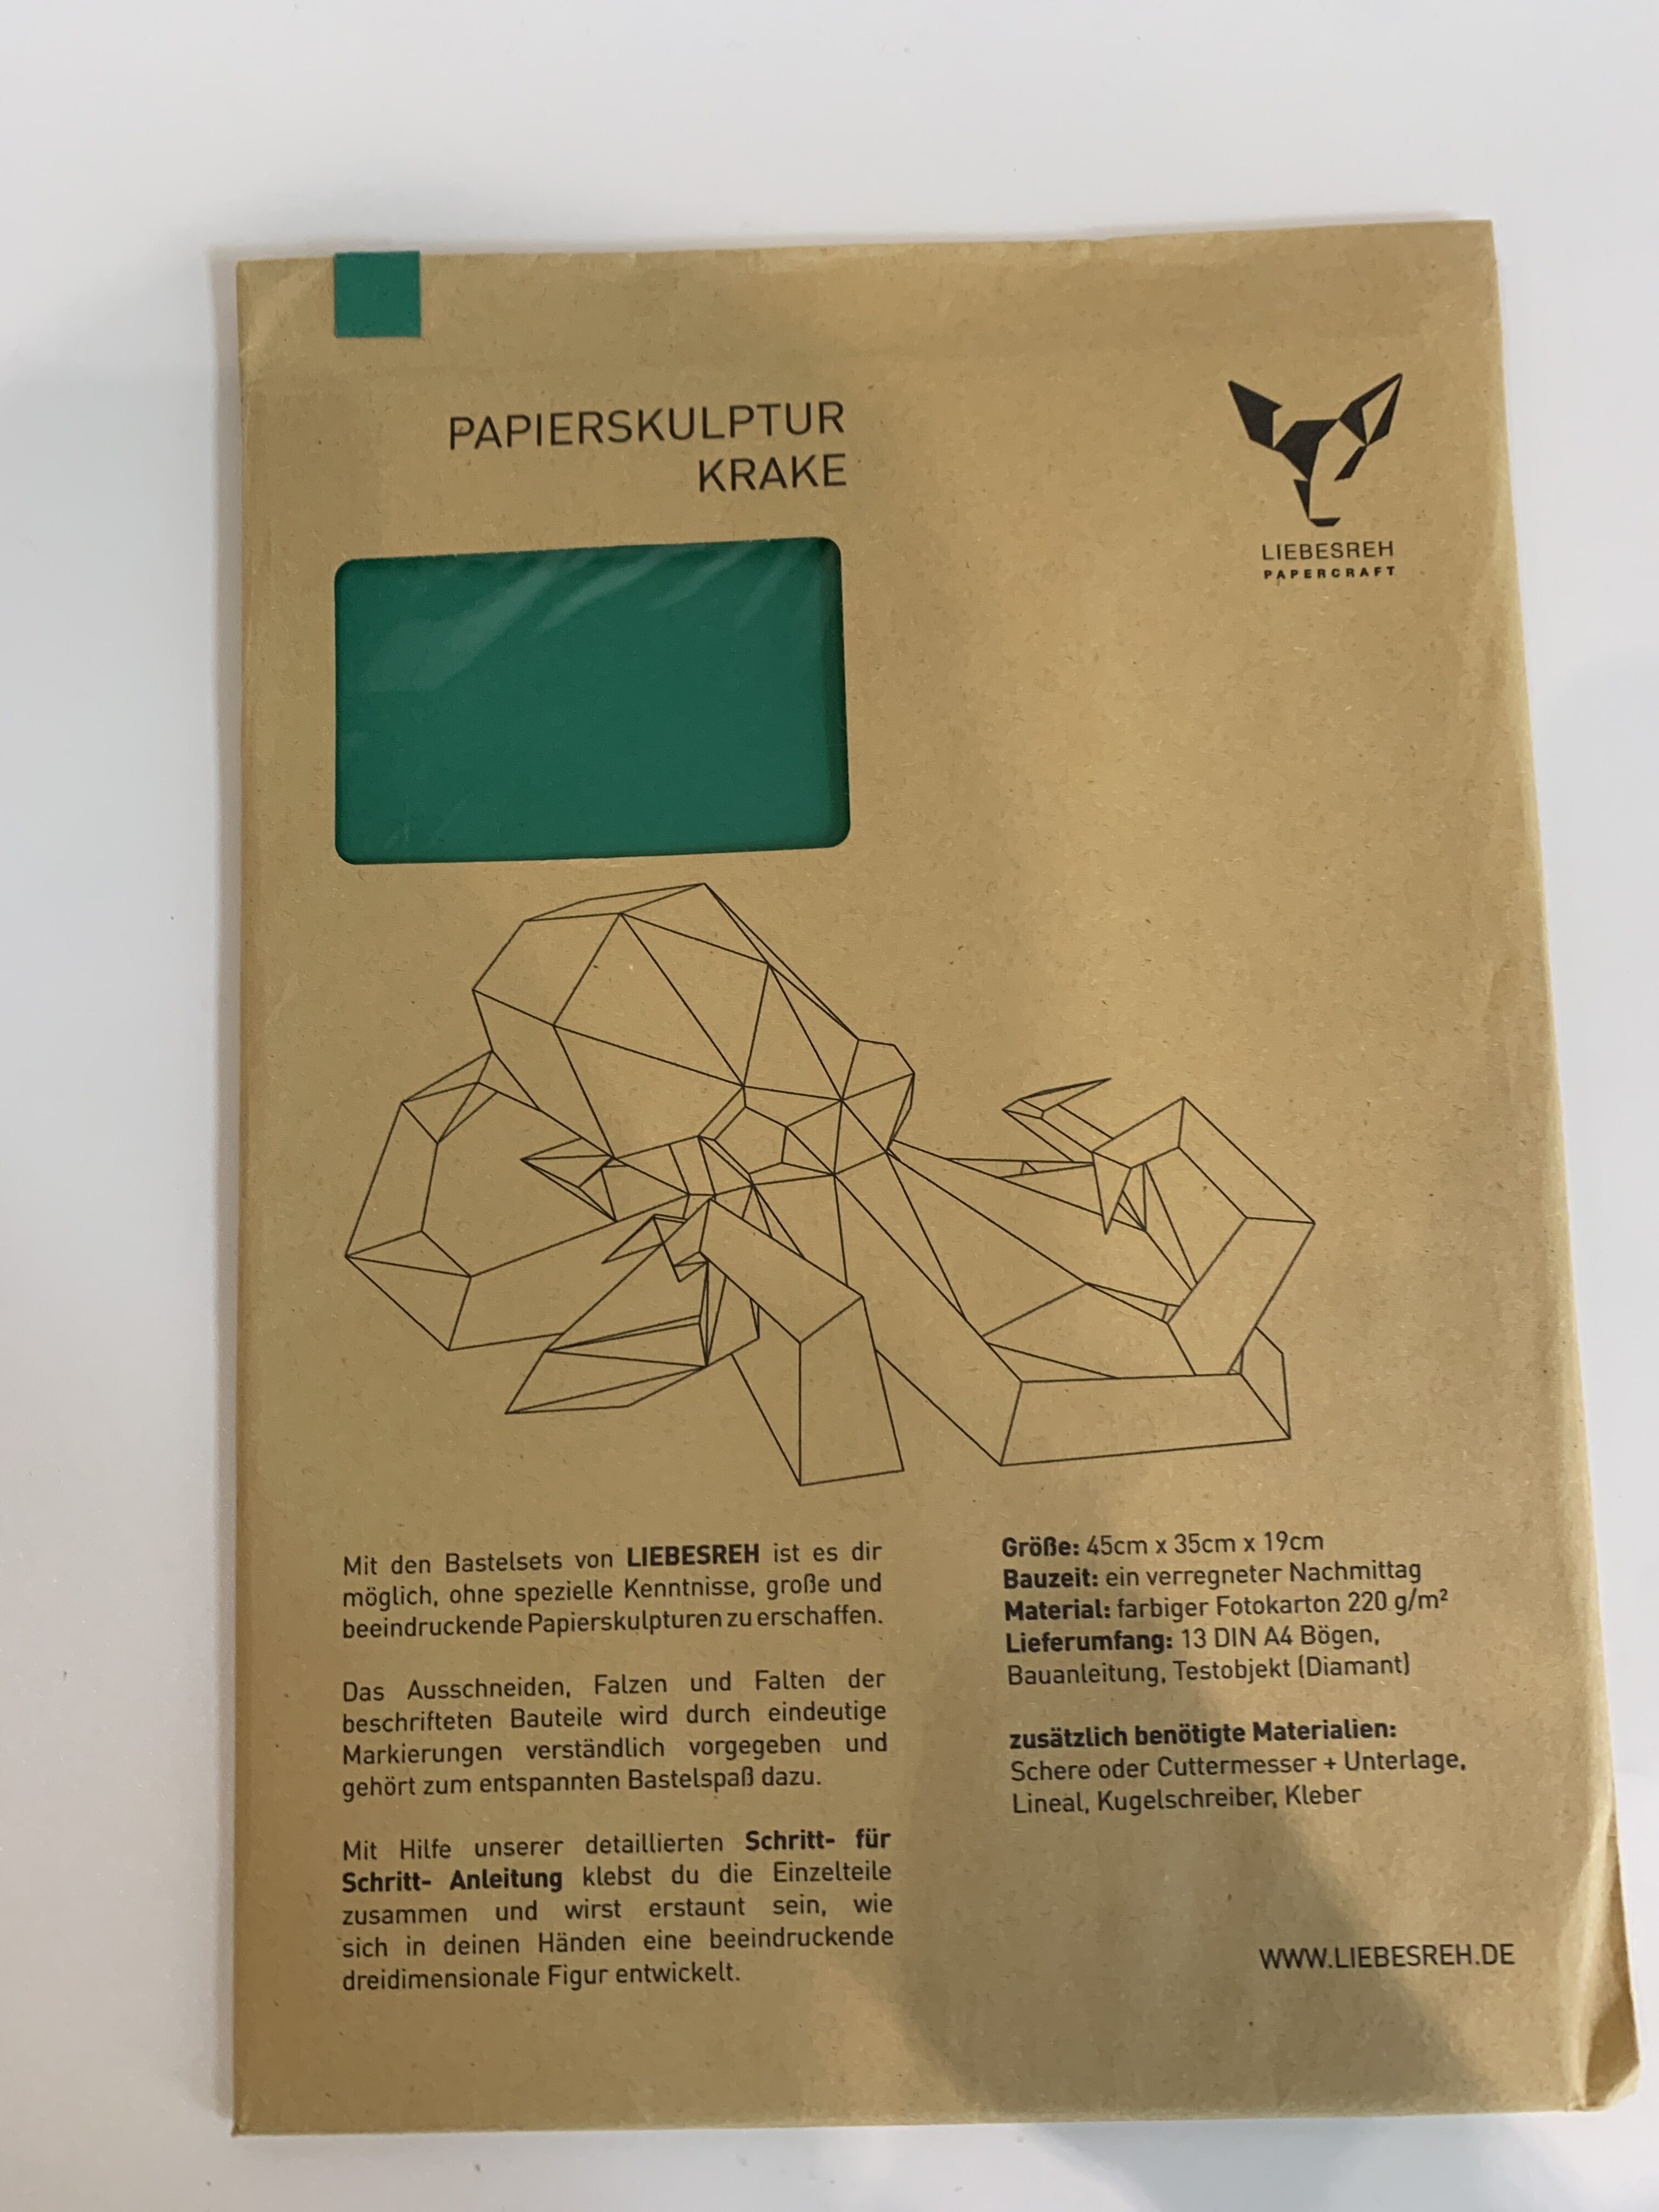 PAPIERSKULPTUR
KRAKE
LIEBESREH
PAPERCRAFT
Mit den Bastelsets von LIEBESREH ist es dir
möglich, ohne spezielle Kenntnisse, große und
beeindruckende Papierskulpturen zu erschaffen.
Das Ausschneiden, Falzen und Falten der
beschrifteten Bauteile wird durch eindeutige
Markierungen verständlich vorgegeben und
gehört zum entspannten Bastelspaß dazu.
Mit Hilfe unserer detaillierten Schritt- für
Schritt- Anleitung klebst du die Einzelteile
zusammen und wirst erstaunt sein, wie
sich in deinen Händen eine beeindruckende
dreidimensionale Figur entwickelt.
Größe: 45cm x 35cm x 19cm
Bauzeit: ein verregneter Nachmittag
Material: farbiger Fotokarton 220 g/m²
Lieferumfang: 13 DIN A4 Bögen,
Bauanleitung, Testobjekt (Diamant)
zusätzlich benötigte Materialien:
Schere oder Cuttermesser + Unterlage,
Lineal, Kugelschreiber, Kleber
WWW.LIEBESREH.DE